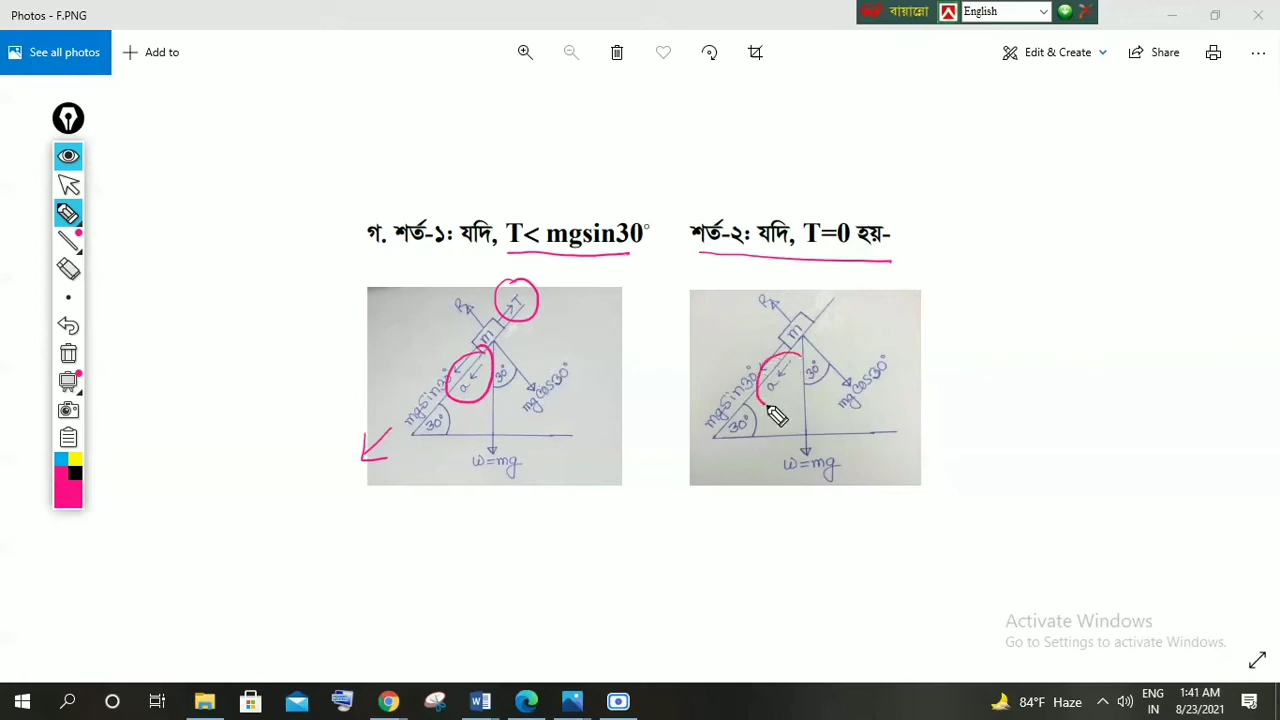 Photos - F.PNG
বায়ান্নো
English
See all photos
Add to
Edit & Create
Share
গ. শর্ত-১: যদি, T< mgsin30°
শর্ত-২: যদি, T=0 হয়-
R
T
m
a
mgsin30°
30°
30°
mgcos30°
W=mg
R
m
a
mgsin30°
30°
30°
mgcos30°
W=mg
Activate Windows
Go to Settings to activate Windows.
84°F Haze
ENG
IN
1:41 AM
8/23/2021